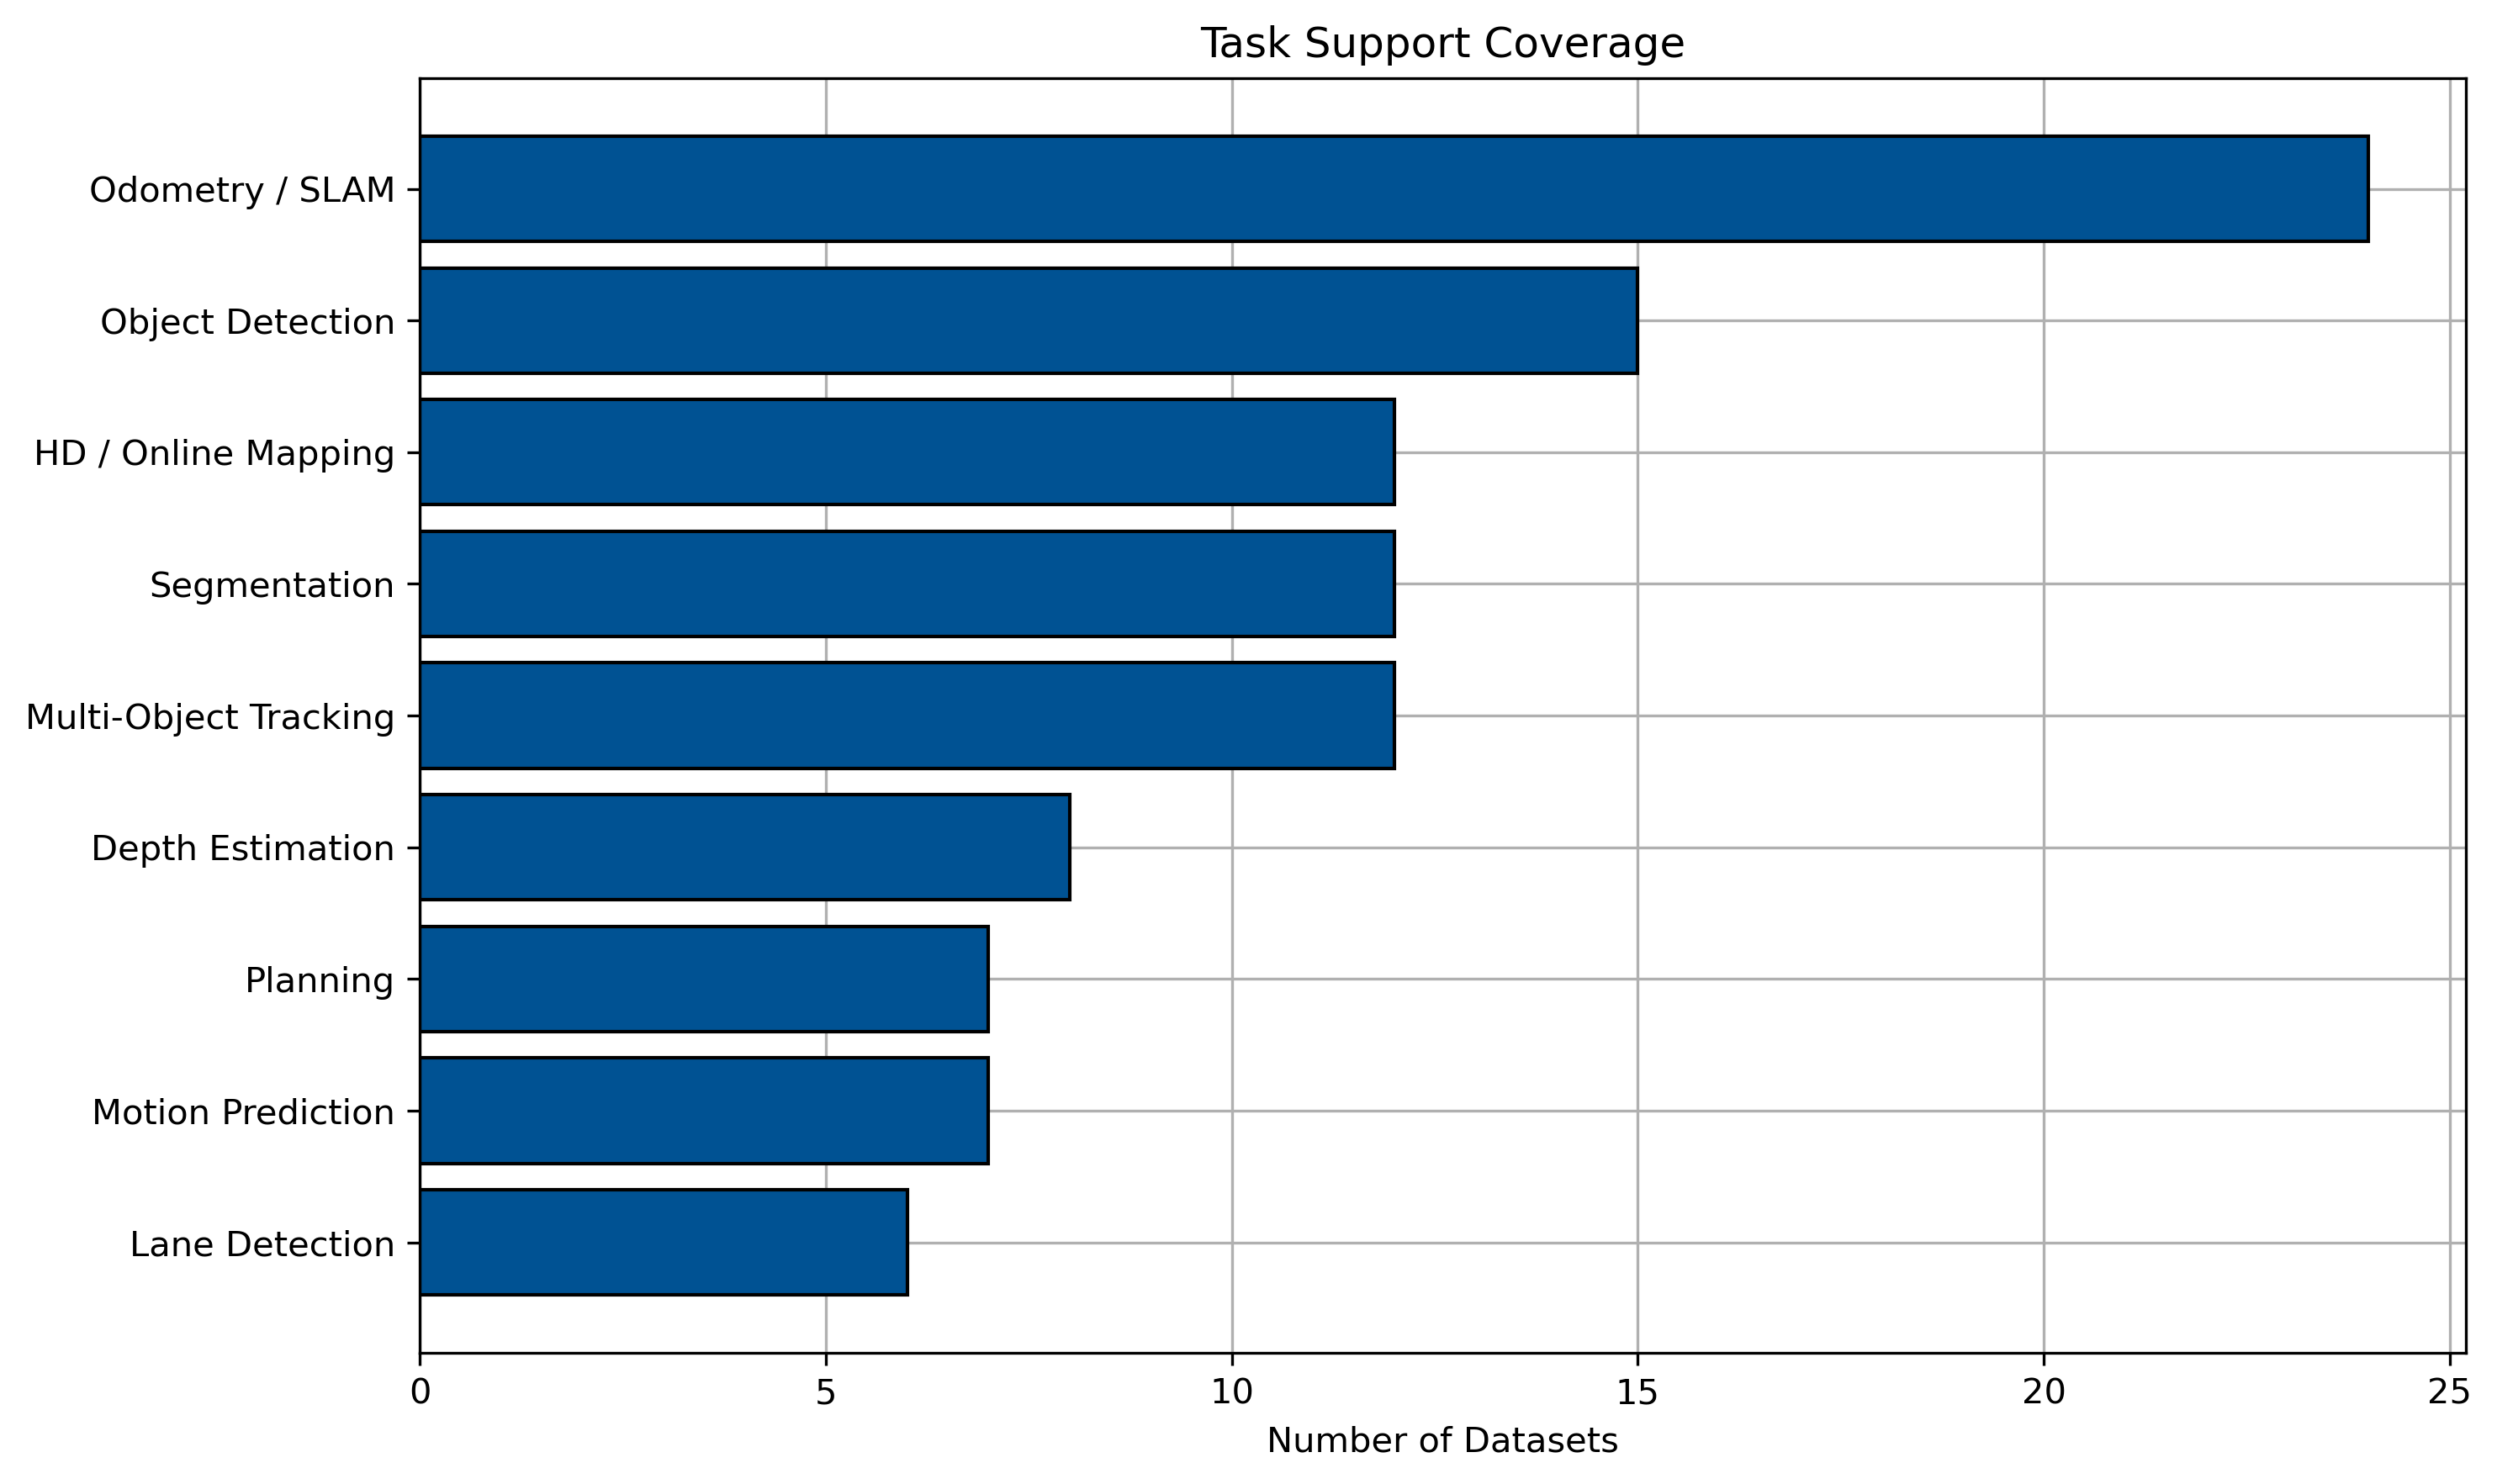 Task Support Coverage
Odometry / SLAM
Object Detection
HD / Online Mapping
Segmentation
Multi-Object Tracking
Depth Estimation
Planning
Motion Prediction
Lane Detection
0 5 10 15 20 25
Number of Datasets